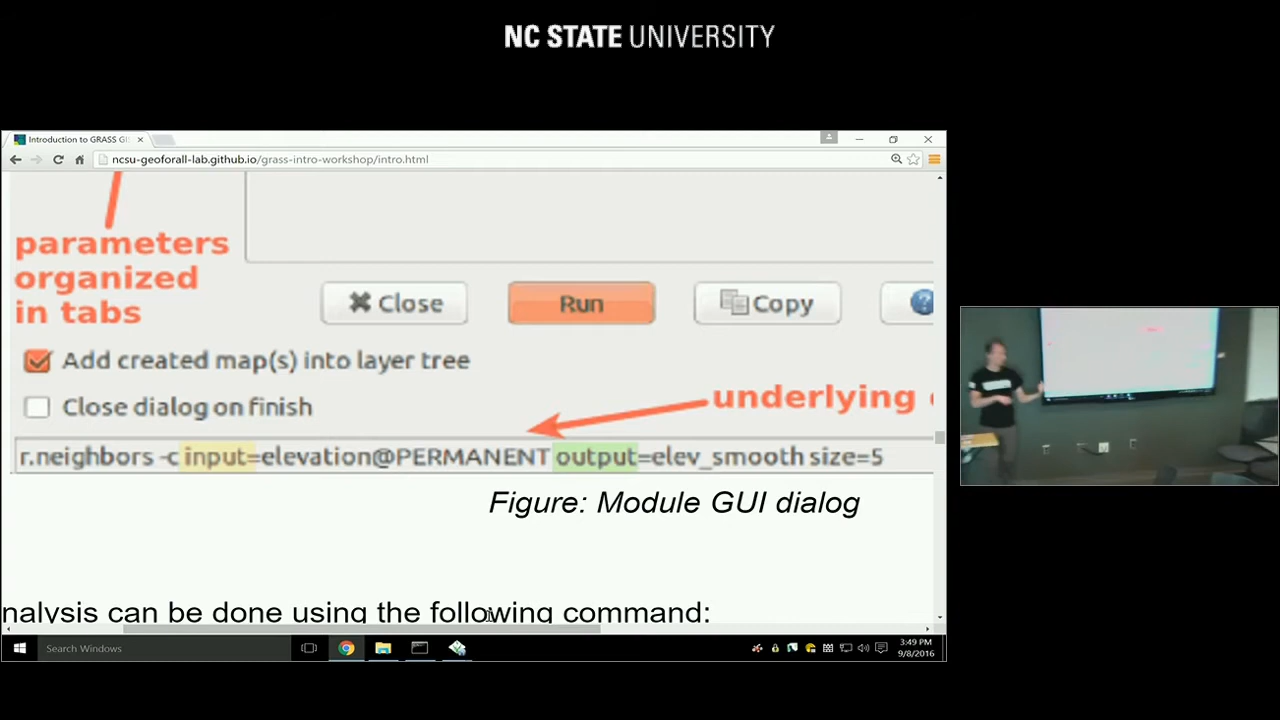 NC STATE UNIVERSITY
Introduction to GRASS GI
ncsu-geoforall-lab.github.io/grass-intro-workshop/intro.html
parameters
organized
in tabs
Close
Run
Copy
Add created map(s) into layer tree
Close dialog on finish
underlying
r.neighbors -c input=elevation@PERMANENT output=elev_smooth size=5
Figure: Module GUI dialog
nalysis can be done using the following command:
Search Windows
3:49 PM
9/8/2016